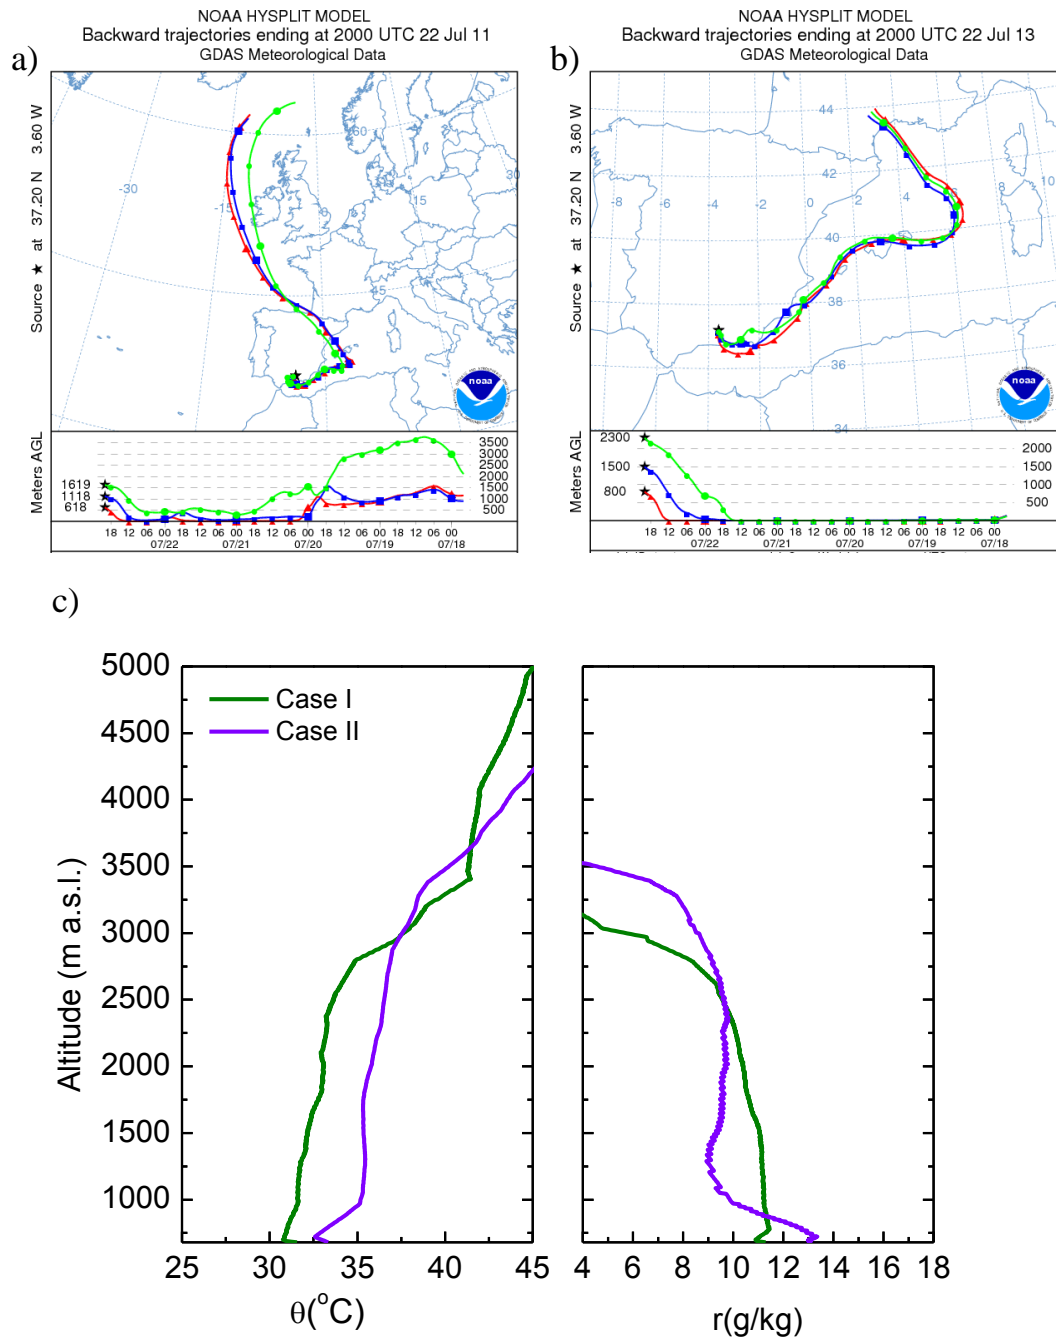 NOAA HYSPLIT MODEL
Backward trajectories ending at 2000 UTC 22 Jul 11
GDAS Meteorological Data
a)
Source ★ at 37.20 N 3.60 W
-30
-15
60
15
30
45
noaa
Meters AGL
1619
1118
618
3500
3000
2500
2000
1500
1000
500
18 12 06 00 18 12 06 00 18 12 06 00 18 12 06 00 18 12 06 00
07/22 07/21 07/20 07/19 07/18
NOAA HYSPLIT MODEL
Backward trajectories ending at 2000 UTC 22 Jul 13
GDAS Meteorological Data
b)
Source ★ at 37.20 N 3.60 W
44
42
40
38
36
34
-8 -6 -4 -2 0 2 4 6 8 10
noaa
Meters AGL
2300
1500
800
2000
1500
1000
500
18 12 06 00 18 12 06 00 18 12 06 00 18 12 06 00 18 12 06 00
07/22 07/21 07/20 07/19 07/18
c)
Case I
Case II
Altitude (m a.s.l.)
5000
4500
4000
3500
3000
2500
2000
1500
1000
25 30 35 40 45
θ(°C)
4 6 8 10 12 14 16 18
r(g/kg)